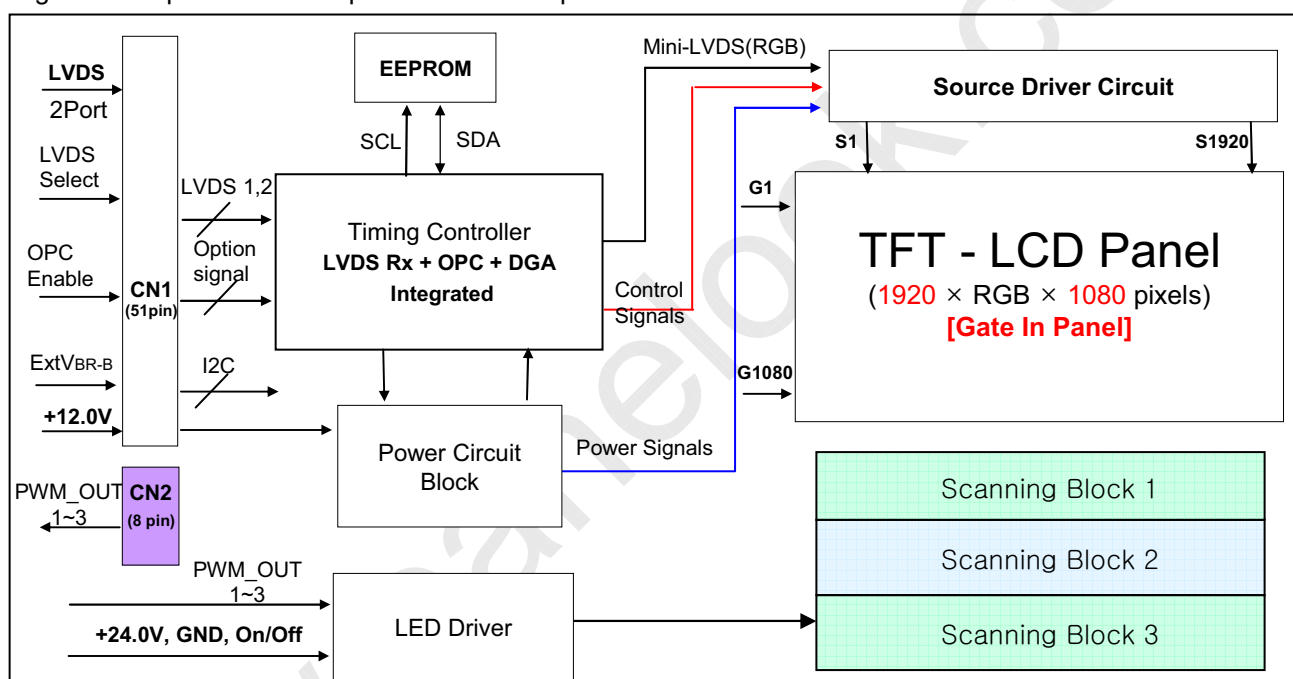 LVDS
2Port
LVDS
Select
OPC
Enable
ExtVBR-B
+12.0V
CN1
(51pin)
LVDS 1,2
Option
signal
I2C
EEPROM
SCL
SDA
Timing Controller
LVDS Rx + OPC + DGA
Integrated
Power Circuit
Block
Mini-LVDS(RGB)
Control
Signals
Power Signals
Source Driver Circuit
S1
S1920
G1
G1080
TFT - LCD Panel
(1920 × RGB × 1080 pixels)
[Gate In Panel]
PWM_OUT
1~3
CN2
(8 pin)
PWM_OUT
1~3
+24.0V, GND, On/Off
LED Driver
Scanning Block 1
Scanning Block 2
Scanning Block 3